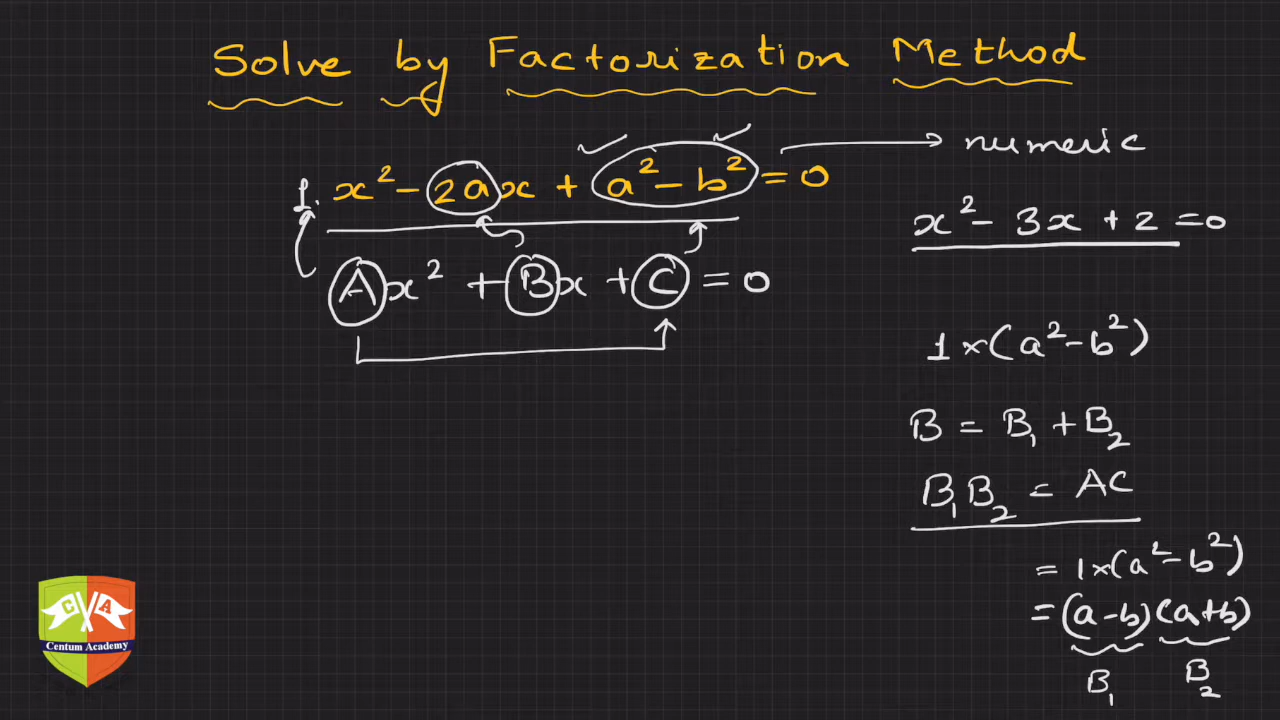 Solve by Factorization Method
1. x² - 2ax + a² - b² = 0
Ax² + Bx + C = 0
numeric
x² - 3x + 2 = 0
1×(a² - b²)
B = B₁ + B₂
B₁B₂ = AC
= 1×(a² - b²)
= (a - b)(a + b)
B₁ B₂
C A
Centum Academy